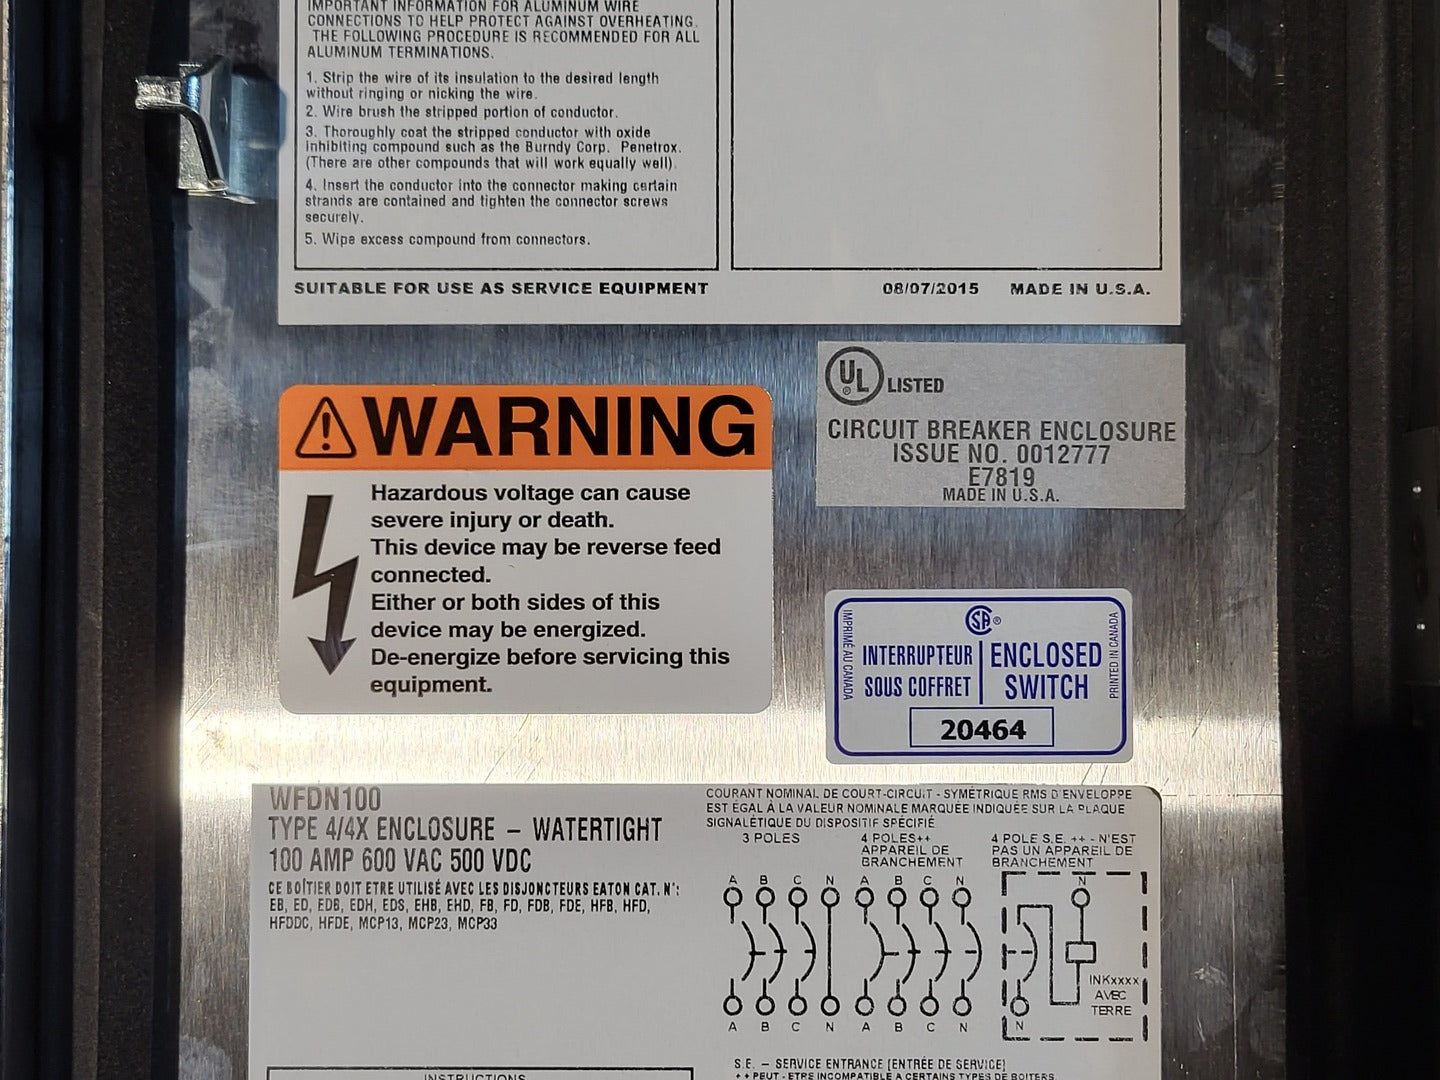 IMPORTANT INFORMATION FOR ALUMINUM WIRE
CONNECTIONS TO HELP PROTECT AGAINST OVERHEATING.
THE FOLLOWING PROCEDURE IS RECOMMENDED FOR ALL
ALUMINUM TERMINATIONS.
1. Strip the wire of its insulation to the desired length
without ringing or nicking the wire.
2. Wire brush the stripped portion of conductor.
3. Thoroughly coat the stripped conductor with oxide
inhibiting compound such as the Burndy Corp. Penetrox.
(There are other compounds that will work equally well).
4. Insert the conductor into the connector making certain
strands are contained and tighten the connector screws
securely.
5. Wipe excess compound from connectors.
SUITABLE FOR USE AS SERVICE EQUIPMENT
08/07/2015 MADE IN U.S.A.
UL LISTED
CIRCUIT BREAKER ENCLOSURE
ISSUE NO. 0012777
E7819
MADE IN U.S.A.
WARNING
Hazardous voltage can cause
severe injury or death.
This device may be reverse feed
connected.
Either or both sides of this
device may be energized.
De-energize before servicing this
equipment.
IMPRIMÉ AU CANADA
SA ®
INTERRUPTEUR
SOUS COFFRET
ENCLOSED
SWITCH
PRINTED IN CANADA
20464
WFDN100
TYPE 4/4X ENCLOSURE – WATERTIGHT
100 AMP 600 VAC 500 VDC
CE BOÎTIER DOIT ETRE UTILISÉ AVEC LES DISJONCTEURS EATON CAT. N°:
EB, ED, EDB, EDH, EDS, EHB, EHD, FB, FD, FDB, FDE, HFB, HFD,
HFDDC, HFDE, MCP13, MCP23, MCP33
COURANT NOMINAL DE COURT-CIRCUIT - SYMÉTRIQUE RMS D'ENVELOPPE
EST ÉGAL À LA VALEUR NOMINALE MARQUÉE INDIQUÉE SUR LA PLAQUE
SIGNALÉTIQUE DU DISPOSITIF SPÉCIFIÉ
3 POLES
4 POLES++
APPAREIL DE
BRANCHEMENT
4 POLE S.E. ++ - N'EST
PAS UN APPAREIL DE
BRANCHEMENT
A B C N A B C N N
INKxxxx
AVEC
TERRE
N
A B C N A B C N
S.E. – SERVICE ENTRANCE (ENTRÉE DE SERVICE)
++ PEUT - ETRE INCOMPATIBLE A CERTAINS TYPES DE BOITERS.
INSTRUCTIONS